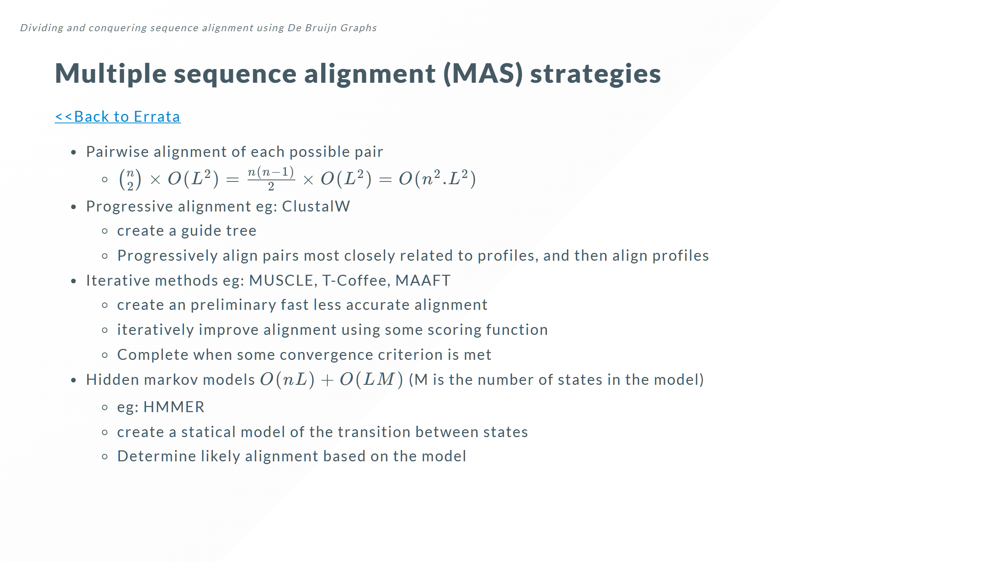 Dividing and conquering sequence alignment using De Bruijn Graphs
Multiple sequence alignment (MAS) strategies
<<Back to Errata
• Pairwise alignment of each possible pair
◦ $\binom{n}{2} \times O(L^2) = \frac{n(n-1)}{2} \times O(L^2) = O(n^2.L^2)$
• Progressive alignment eg: ClustalW
◦ create a guide tree
◦ Progressively align pairs most closely related to profiles, and then align profiles
• Iterative methods eg: MUSCLE, T-Coffee, MAAFT
◦ create an preliminary fast less accurate alignment
◦ iteratively improve alignment using some scoring function
◦ Complete when some convergence criterion is met
• Hidden markov models $O(nL) + O(LM)$ (M is the number of states in the model)
◦ eg: HMMER
◦ create a statical model of the transition between states
◦ Determine likely alignment based on the model